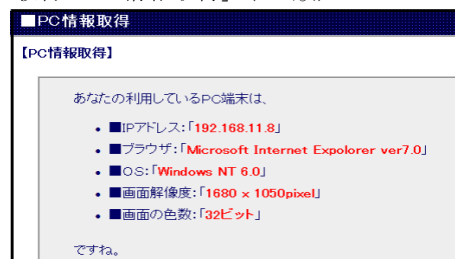 ■PC情報取得
【PC情報取得】
あなたの利用しているPC端末は、
• ■IPアドレス:「192.168.11.8」
• ■ブラウザ:「Microsoft Internet Expolorer ver7.0」
• ■OS:「Windows NT 6.0」
• ■画面解像度:「1680 × 1050pixel」
• ■画面の色数:「32ビット」
ですね。